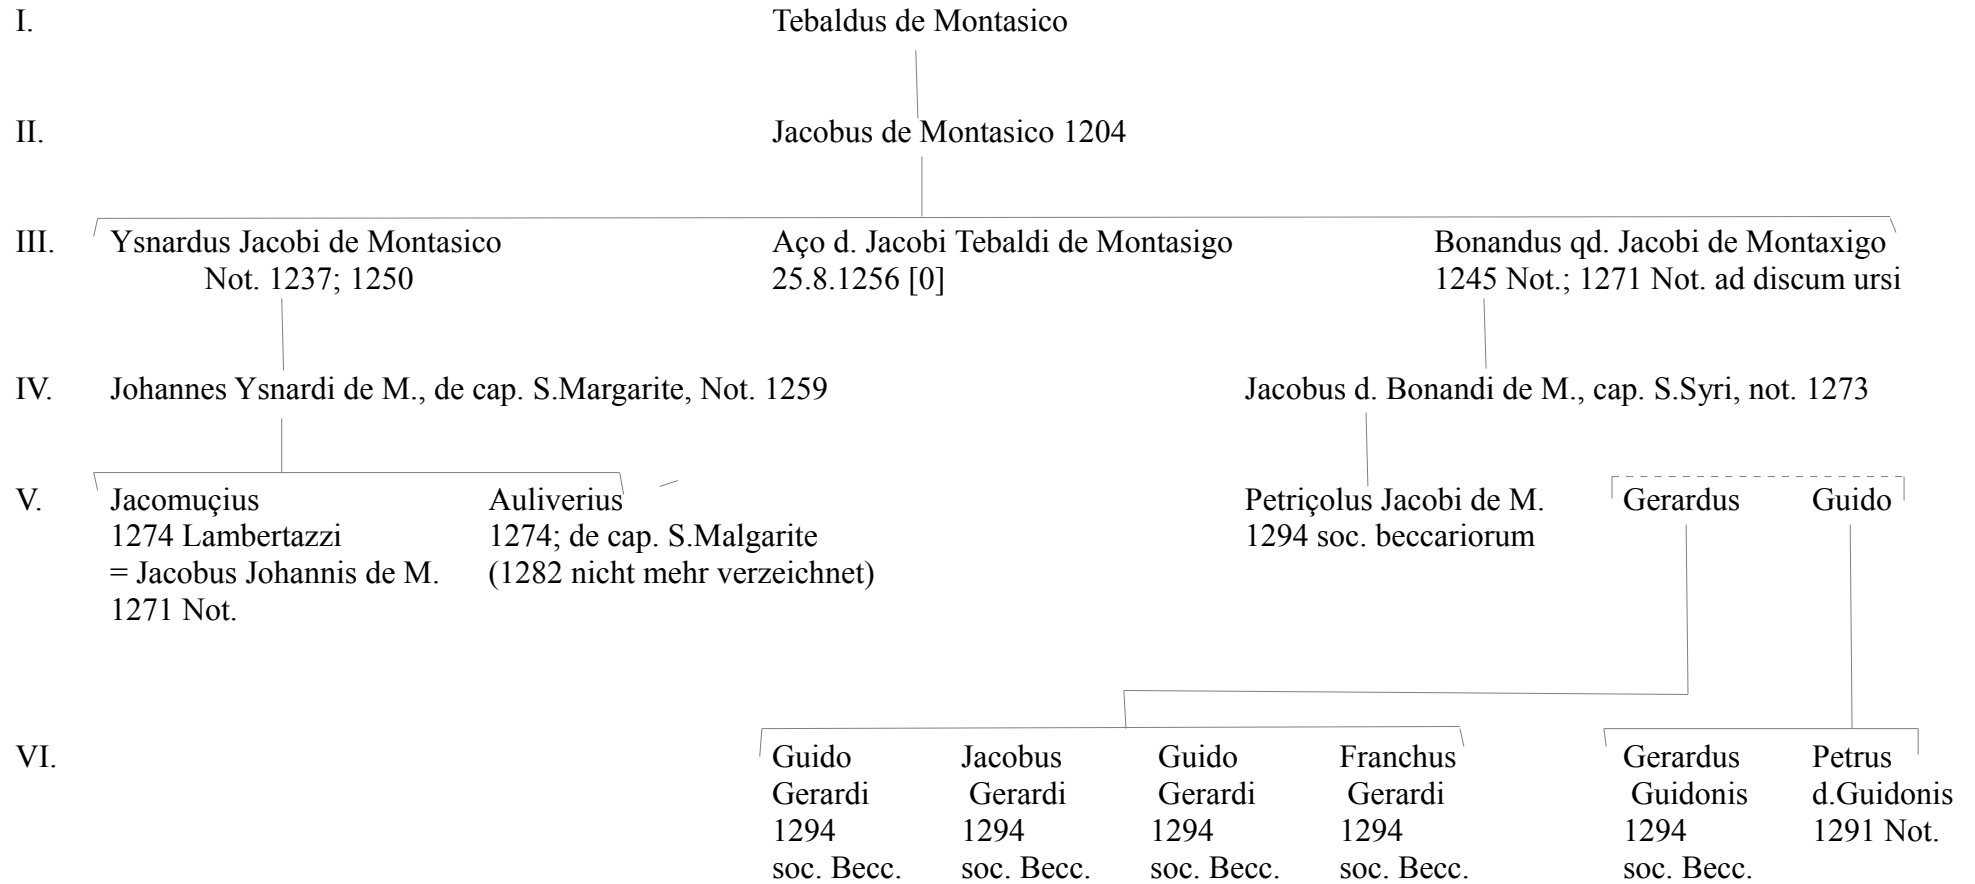 I. Tebaldus de Montasico
II. Jacobus de Montasico 1204
III. Ysnardus Jacobi de Montasico Aço d. Jacobi Tebaldi de Montasigo Bonandus qd. Jacobi de Montaxigo
Not. 1237; 1250 25.8.1256 [0] 1245 Not.; 1271 Not. ad discum ursi
IV. Johannes Ysnardi de M., de cap. S.Margarite, Not. 1259 Jacobus d. Bonandi de M., cap. S.Syri, not. 1273
V. Jacomuçius Auliverius Petriçolus Jacobi de M. Gerardus Guido
1274 Lambertazzi 1274; de cap. S.Malgarite 1294 soc. beccariorum
= Jacobus Johannis de M. (1282 nicht mehr verzeichnet)
1271 Not.
VI. Guido Jacobus Guido Franchus Gerardus Petrus
Gerardi Gerardi Gerardi Gerardi Guidonis d.Guidonis
1294 1294 1294 1294 1294 1291 Not.
soc. Becc. soc. Becc. soc. Becc. soc. Becc. soc. Becc.